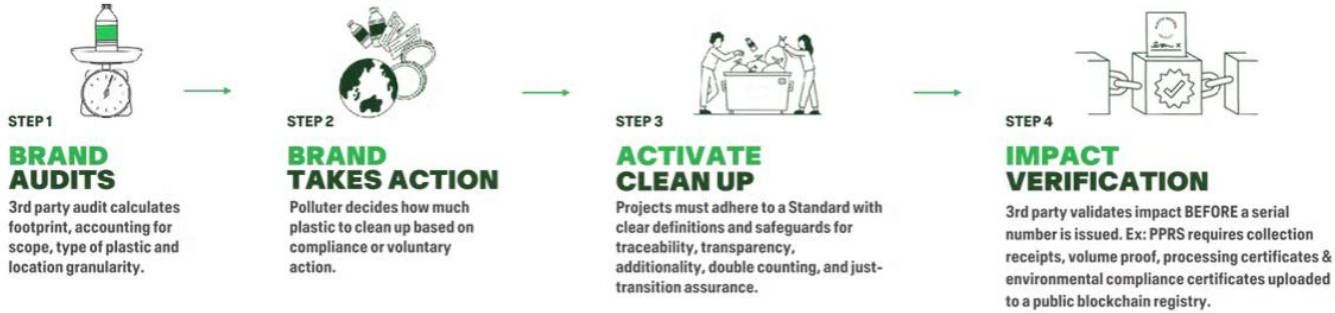 STEP 1
BRAND
AUDITS
3rd party audit calculates
footprint, accounting for
scope, type of plastic and
location granularity.
STEP 2
BRAND
TAKES ACTION
Polluter decides how much
plastic to clean up based on
compliance or voluntary
action.
STEP 3
ACTIVATE
CLEAN UP
Projects must adhere to a Standard with
clear definitions and safeguards for
traceability, transparency,
additionality, double counting, and just-
transition assurance.
STEP 4
IMPACT
VERIFICATION
3rd party validates impact BEFORE a serial
number is issued. Ex: PPRS requires collection
receipts, volume proof, processing certificates &
environmental compliance certificates uploaded
to a public blockchain registry.